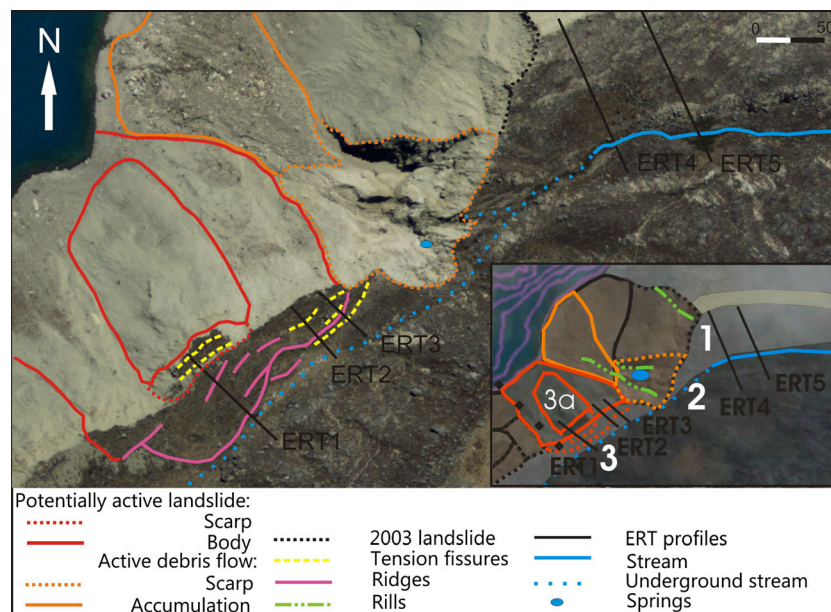 N
0 50
ERT4
ERT5
ERT3
ERT2
ERT1
1
3a
2
ERT5
ERT4
ERT3
ERT2
ERT1
3
Potentially active landslide:
Scarp 2003 landslide ERT profiles
Body Tension fissures Stream
Active debris flow:
Scarp Ridges Underground stream
Accumulation Rills Springs